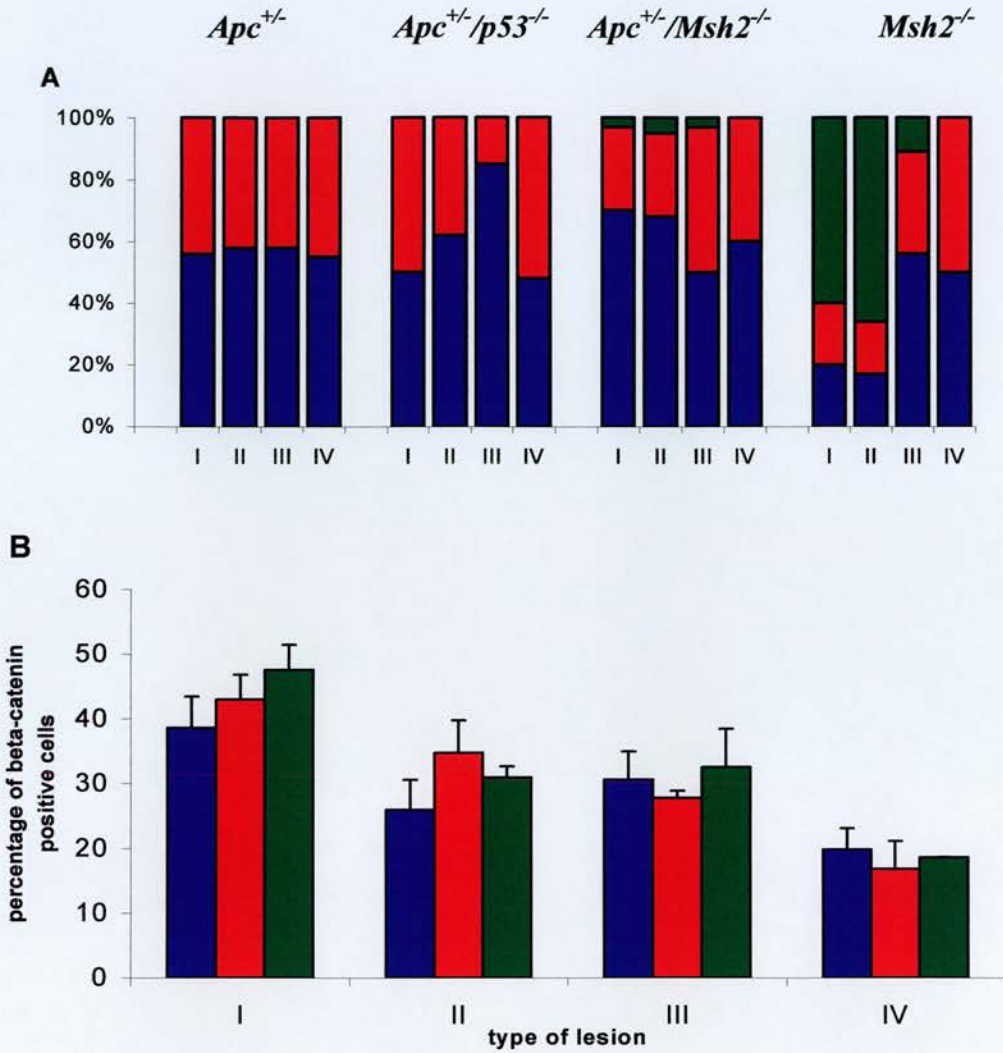 Apc+/- Apc+/-/p53-/- Apc+/-/Msh2-/- Msh2-/-
A
100%
80%
60%
40%
20%
0%
I II III IV I II III IV I II III IV I II III IV
B
percentage of beta-catenin
positive cells
60
50
40
30
20
10
0
I II III IV
type of lesion